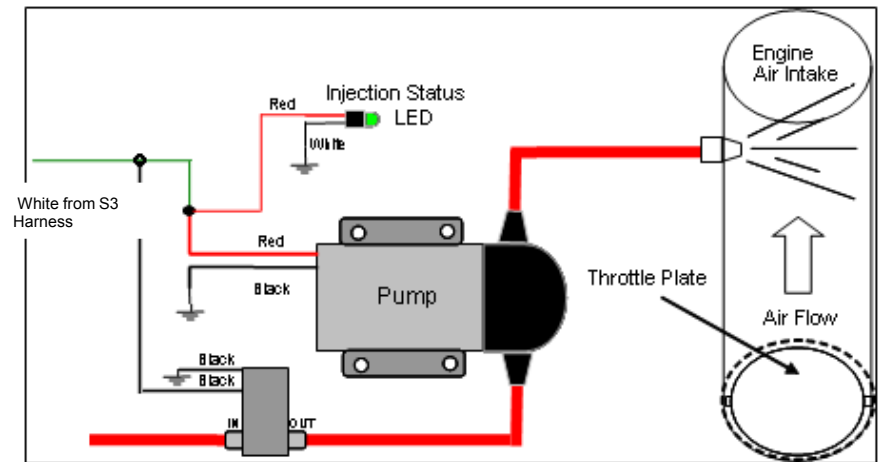 Engine
Air Intake
Injection Status
LED
Red
White
White from S3
Harness
Red
Black
Pump
Throttle Plate
Air Flow
Black
Black
IN
OUT